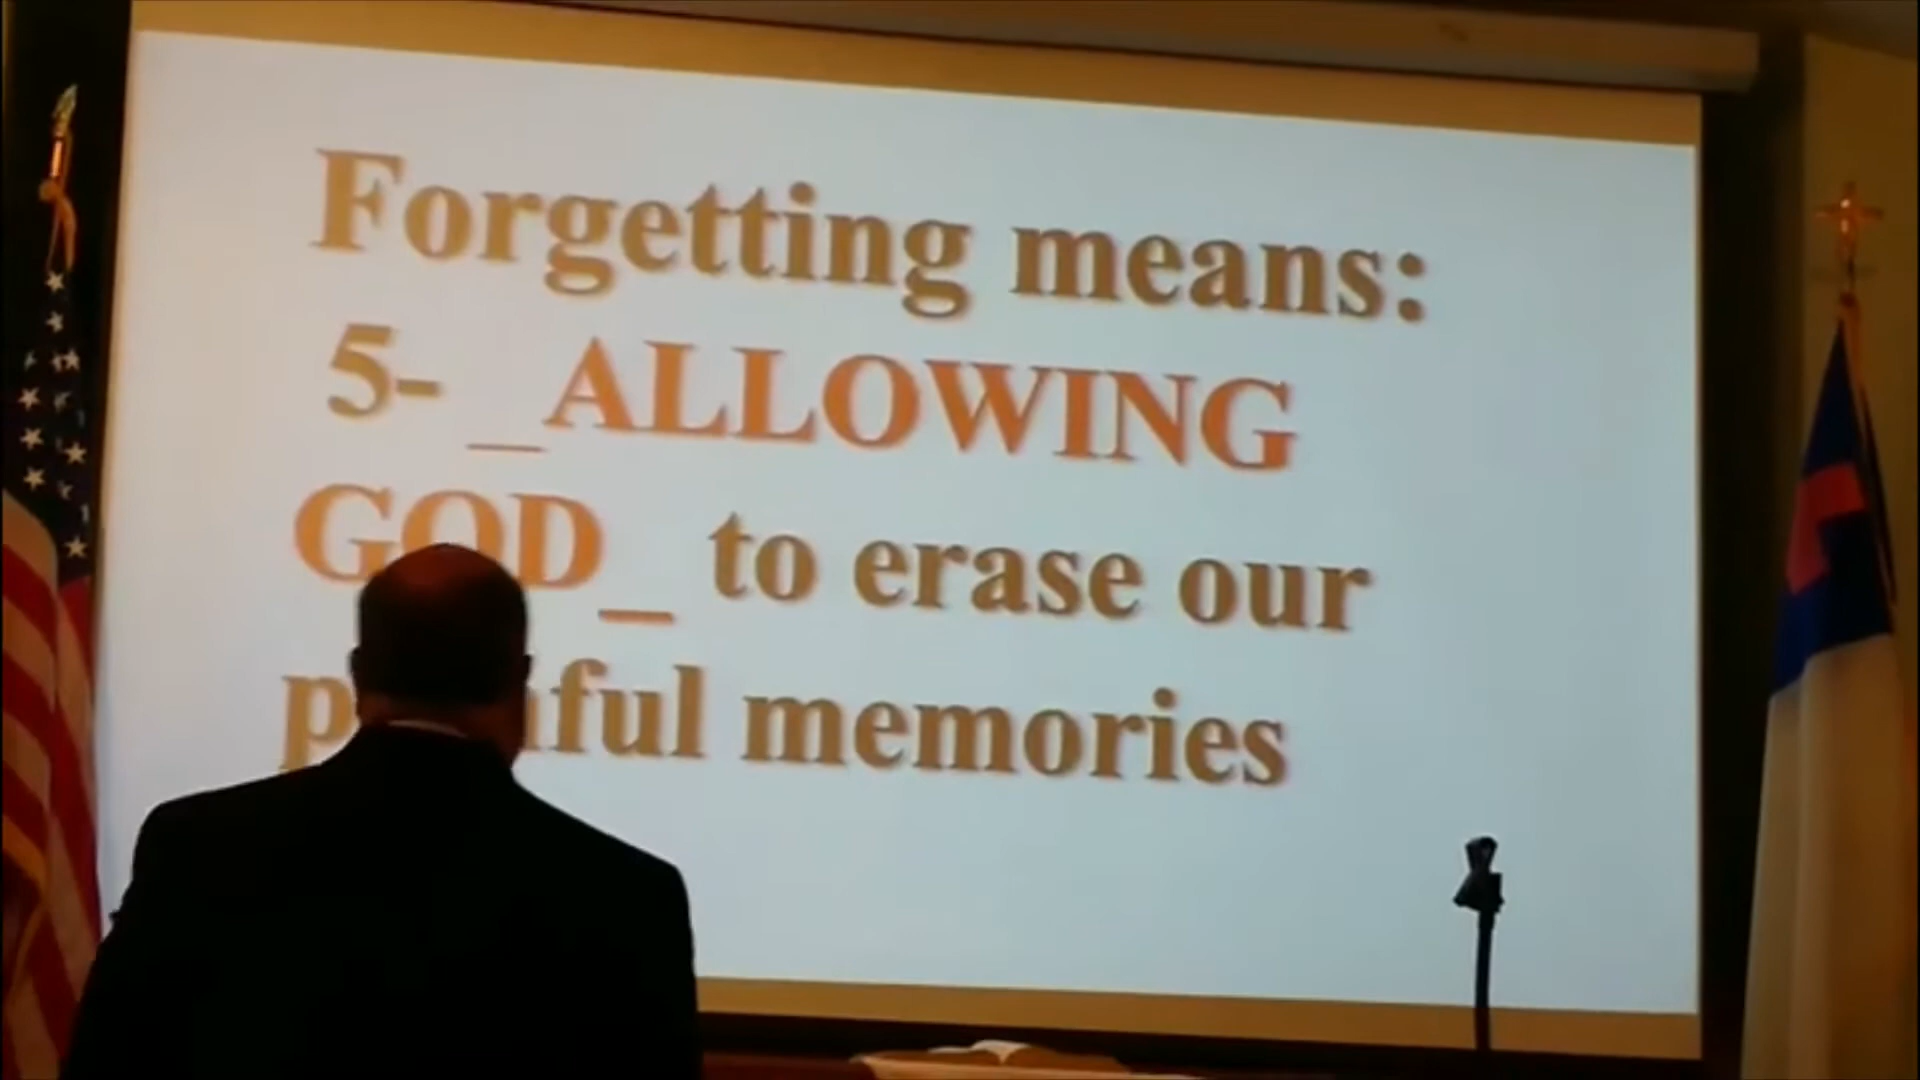 Forgetting means:
5- _ALLOWING
GOD_ to erase our
memories